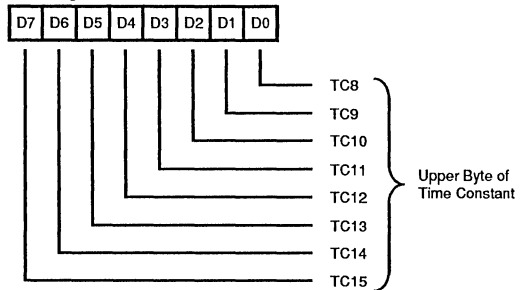 D7 D6 D5 D4 D3 D2 D1 D0
TC8
TC9
TC10
TC11
TC12
TC13
TC14
TC15
Upper Byte of
Time Constant